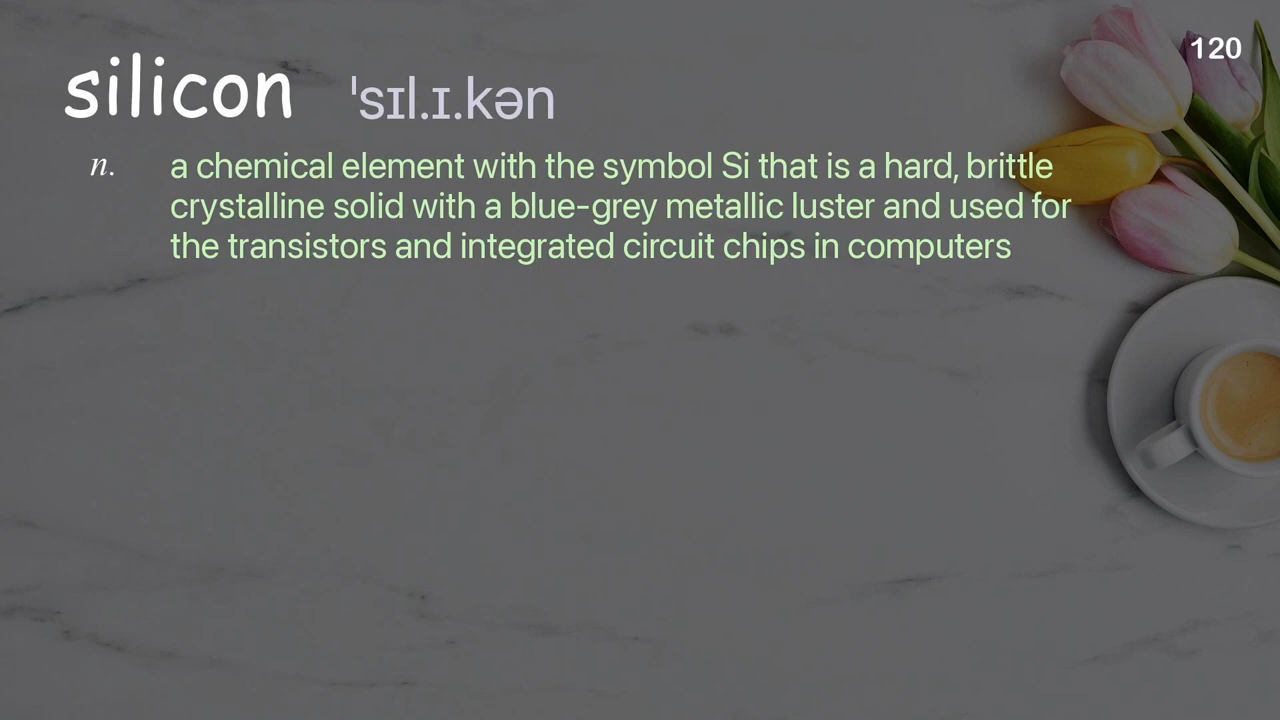 120
silicon ˈsɪl.ɪ.kən
n. a chemical element with the symbol Si that is a hard, brittle
crystalline solid with a blue-grey metallic luster and used for
the transistors and integrated circuit chips in computers